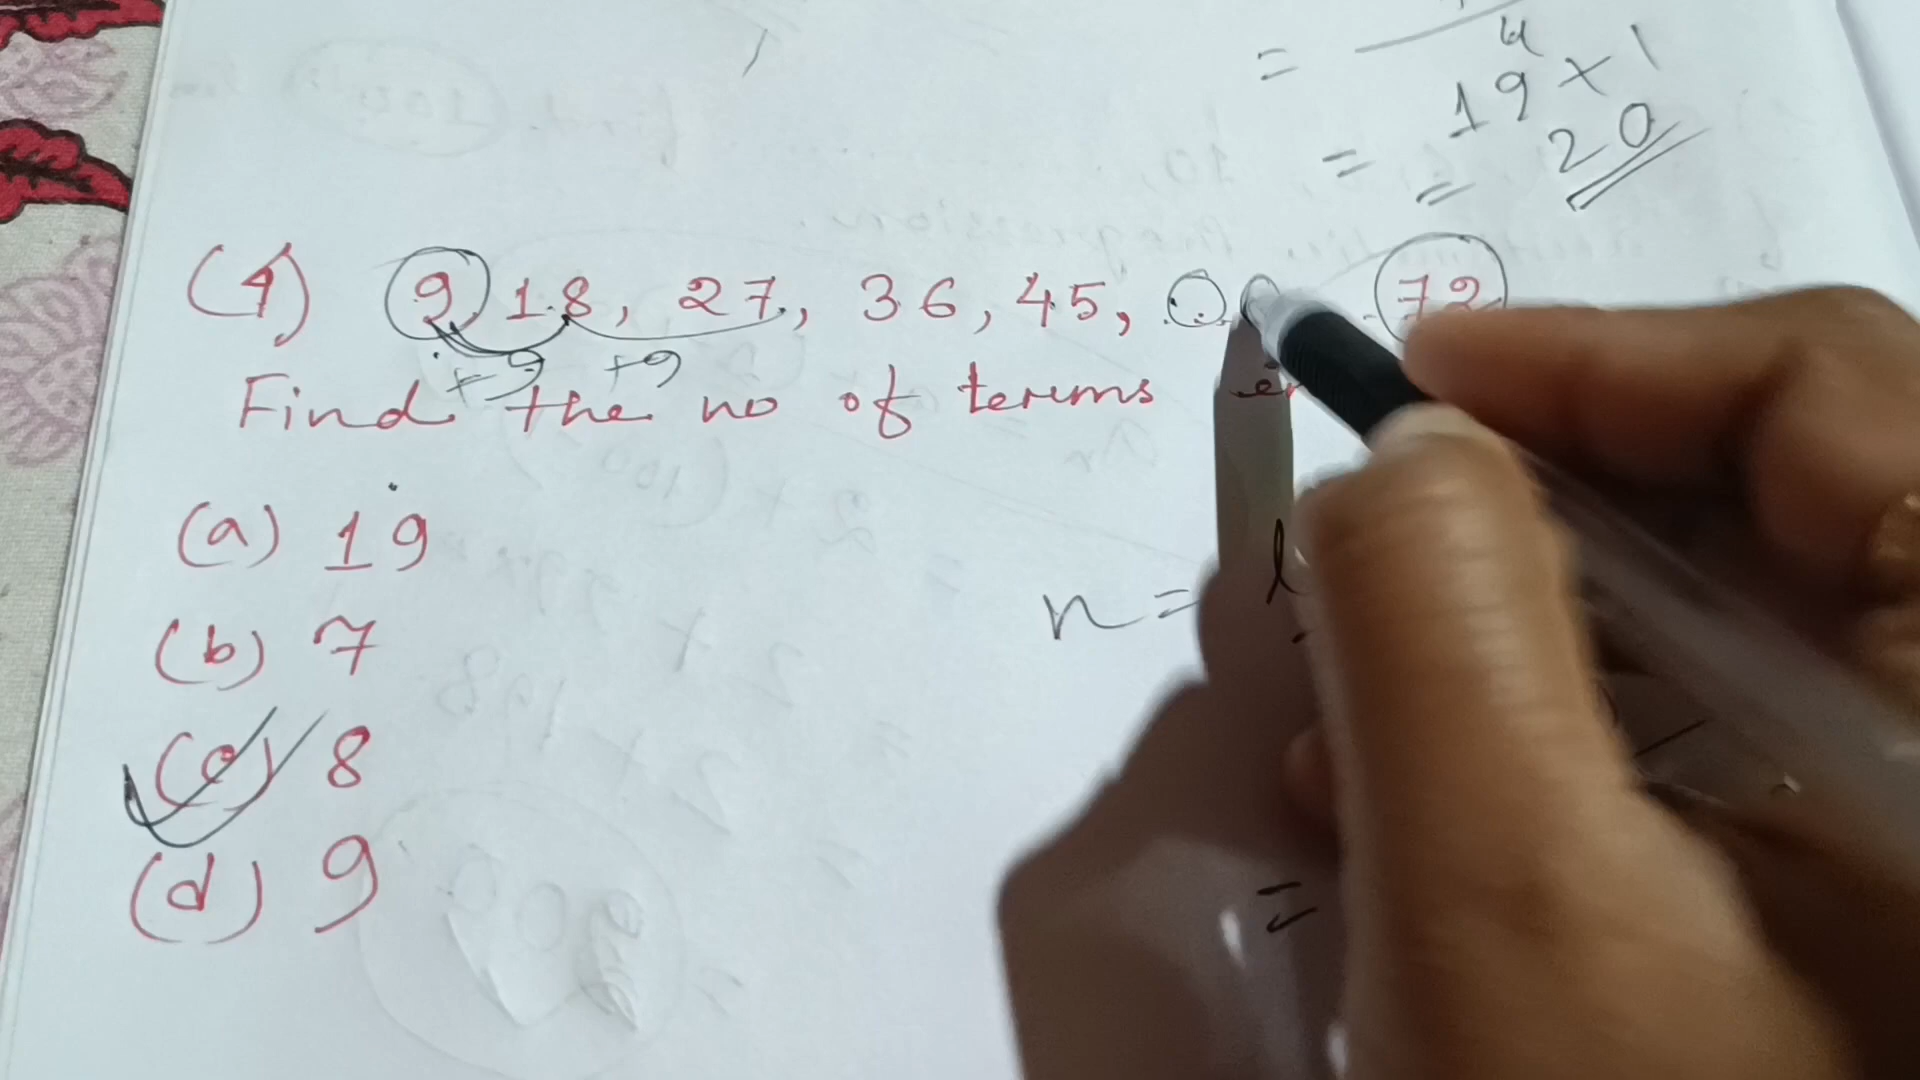 =
4
= 19 × 1
= 20
(4) 9 18, 27, 36, 45, . . . 72
+9 +9
Find the no of terms
(a) 19
(b) 7
n = l
(c) 8
(d) 9
=